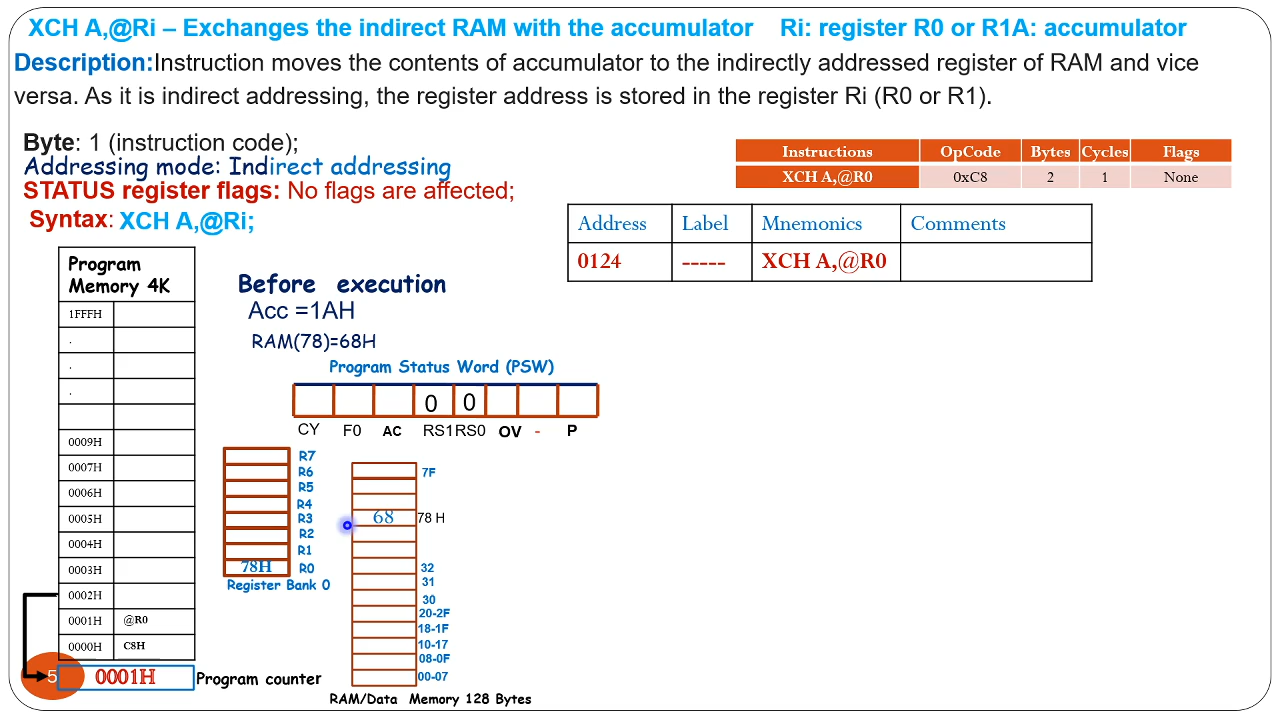 XCH A,@Ri – Exchanges the indirect RAM with the accumulator Ri: register R0 or R1A: accumulator
Description:Instruction moves the contents of accumulator to the indirectly addressed register of RAM and vice
versa. As it is indirect addressing, the register address is stored in the register Ri (R0 or R1).
Byte: 1 (instruction code);
Addressing mode: Indirect addressing
STATUS register flags: No flags are affected;
Syntax: XCH A,@Ri;
Instructions OpCode Bytes Cycles Flags
XCH A,@R0 0xC8 2 1 None
Address Label Mnemonics Comments
0124 ----- XCH A,@R0
Program
Memory 4K
1FFFH
.
.
.
0009H
0007H
0006H
0005H
0004H
0003H
0002H
0001H @R0
0000H C8H
5 0001H Program counter
Before execution
Acc =1AH
RAM(78)=68H
Program Status Word (PSW)
0 0
CY F0 AC RS1 RS0 OV - P
R7
R6
R5
R4
R3
R2
R1
78H R0
Register Bank 0
7F
68 78 H
32
31
30
20-2F
18-1F
10-17
08-0F
00-07
RAM/Data Memory 128 Bytes